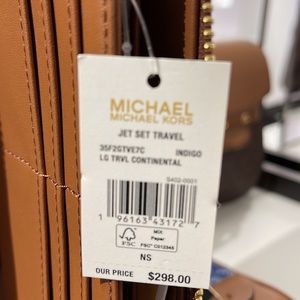 MICHAEL
MICHAEL KORS
JET SET TRAVEL
35F2GTVE7C INDIGO
LG TRVL CONTINENTAL
S402-0001
1 96163 43172 7
MIX
Paper
FSC
FSC® C012345
NS
OUR PRICE $298.00